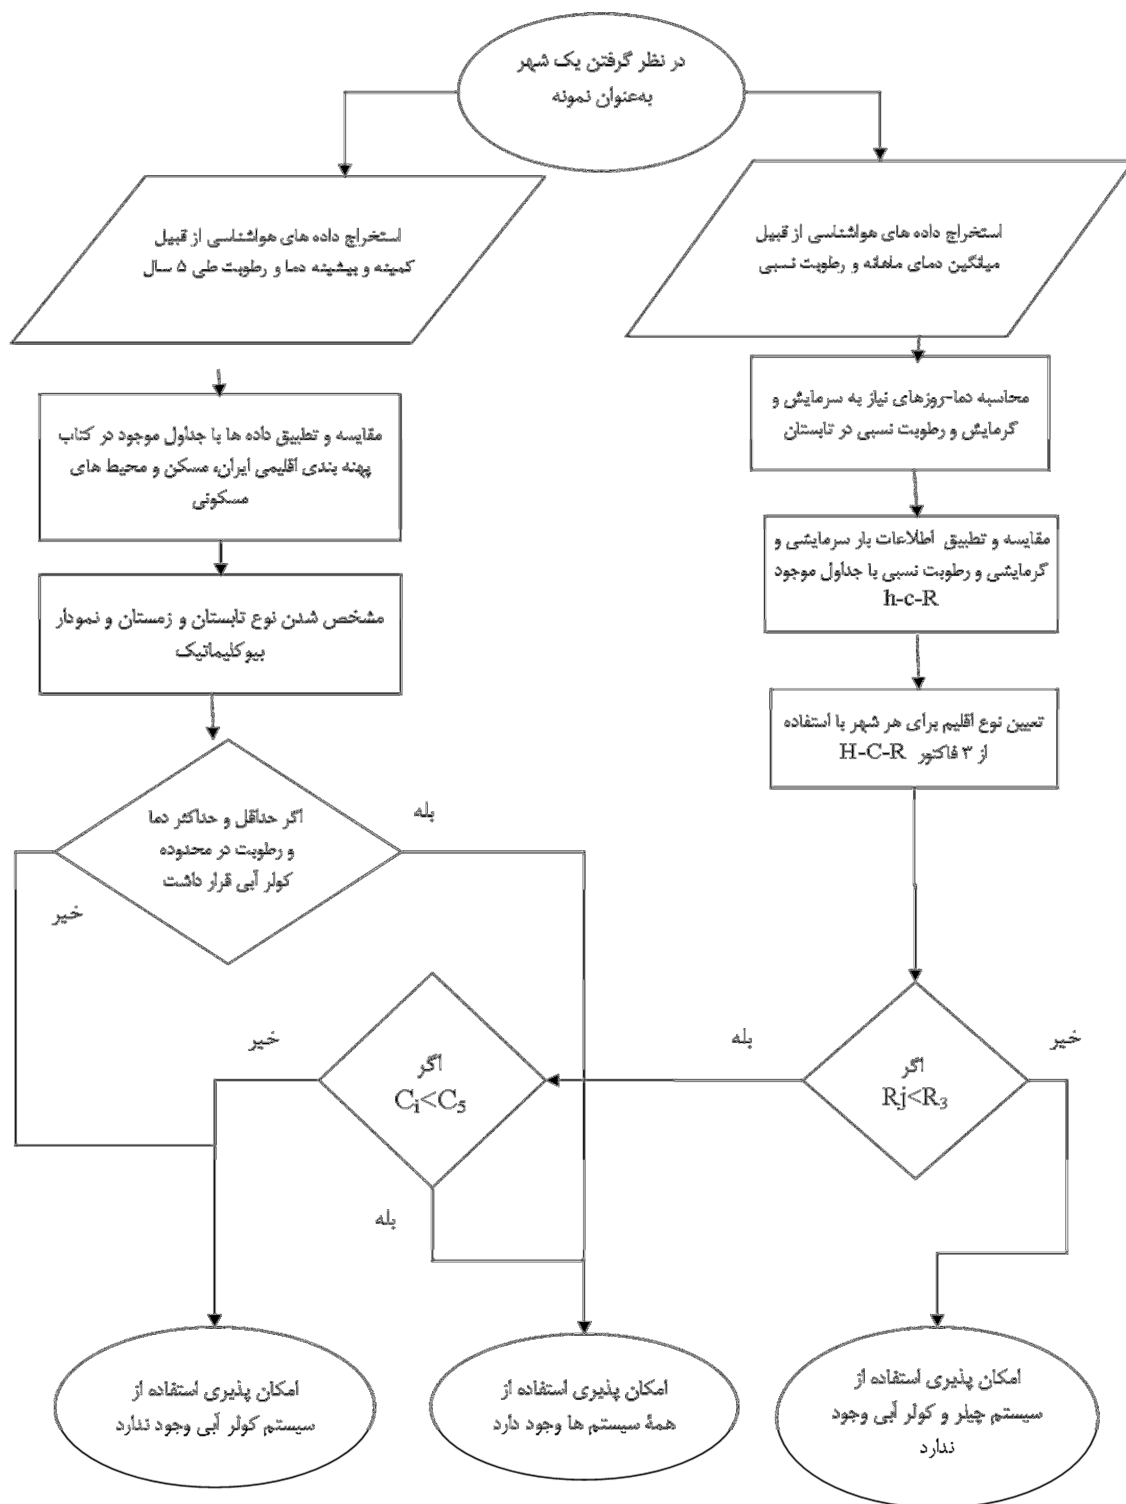 در نظر گرفتن یک شهر
به‌عنوان نمونه
استخراج داده های هواشناسی از قبیل
میانگین دمای ماهانه و رطوبت نسبی
محاسبه دما-روزهای نیاز به سرمایش و
گرمایش و رطوبت نسبی در تابستان
مقایسه و تطبیق اطلاعات بار سرمایشی و
گرمایشی و رطوبت نسبی با جداول موجود
h-c-R
تعیین نوع اقلیم برای هر شهر با استفاده
از ۳ فاکتور H-C-R
استخراج داده های هواشناسی از قبیل
کمینه و بیشینه دما و رطوبت طی ۵ سال
مقایسه و تطبیق داده ها با جداول موجود در کتاب
پهنه بندی اقلیمی ایران، مسکن و محیط های
مسکونی
مشخص شدن نوع تابستان و زمستان و نمودار
بیوکلیماتیک
اگر حداقل و حداکثر دما
و رطوبت در محدوده
کولر آبی قرار داشت
بله
خیر
اگر
Rj<R₃
خیر
بله
اگر
Cᵢ<C₅
خیر
بله
امکان پذیری استفاده از
سیستم چیلر و کولر آبی وجود
ندارد
امکان پذیری استفاده از
همهٔ سیستم ها وجود دارد
امکان پذیری استفاده از
سیستم کولر آبی وجود ندارد